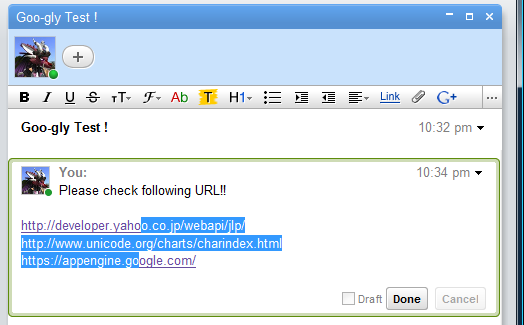 Goo-gly Test !
B I U S тT F Ab T H1 Link G+ ...
Goo-gly Test ! 10:32 pm
You: 10:34 pm
Please check following URL!!
http://developer.yahoo.co.jp/webapi/jlp/
http://www.unicode.org/charts/charindex.html
https://appengine.google.com/
Draft Done Cancel